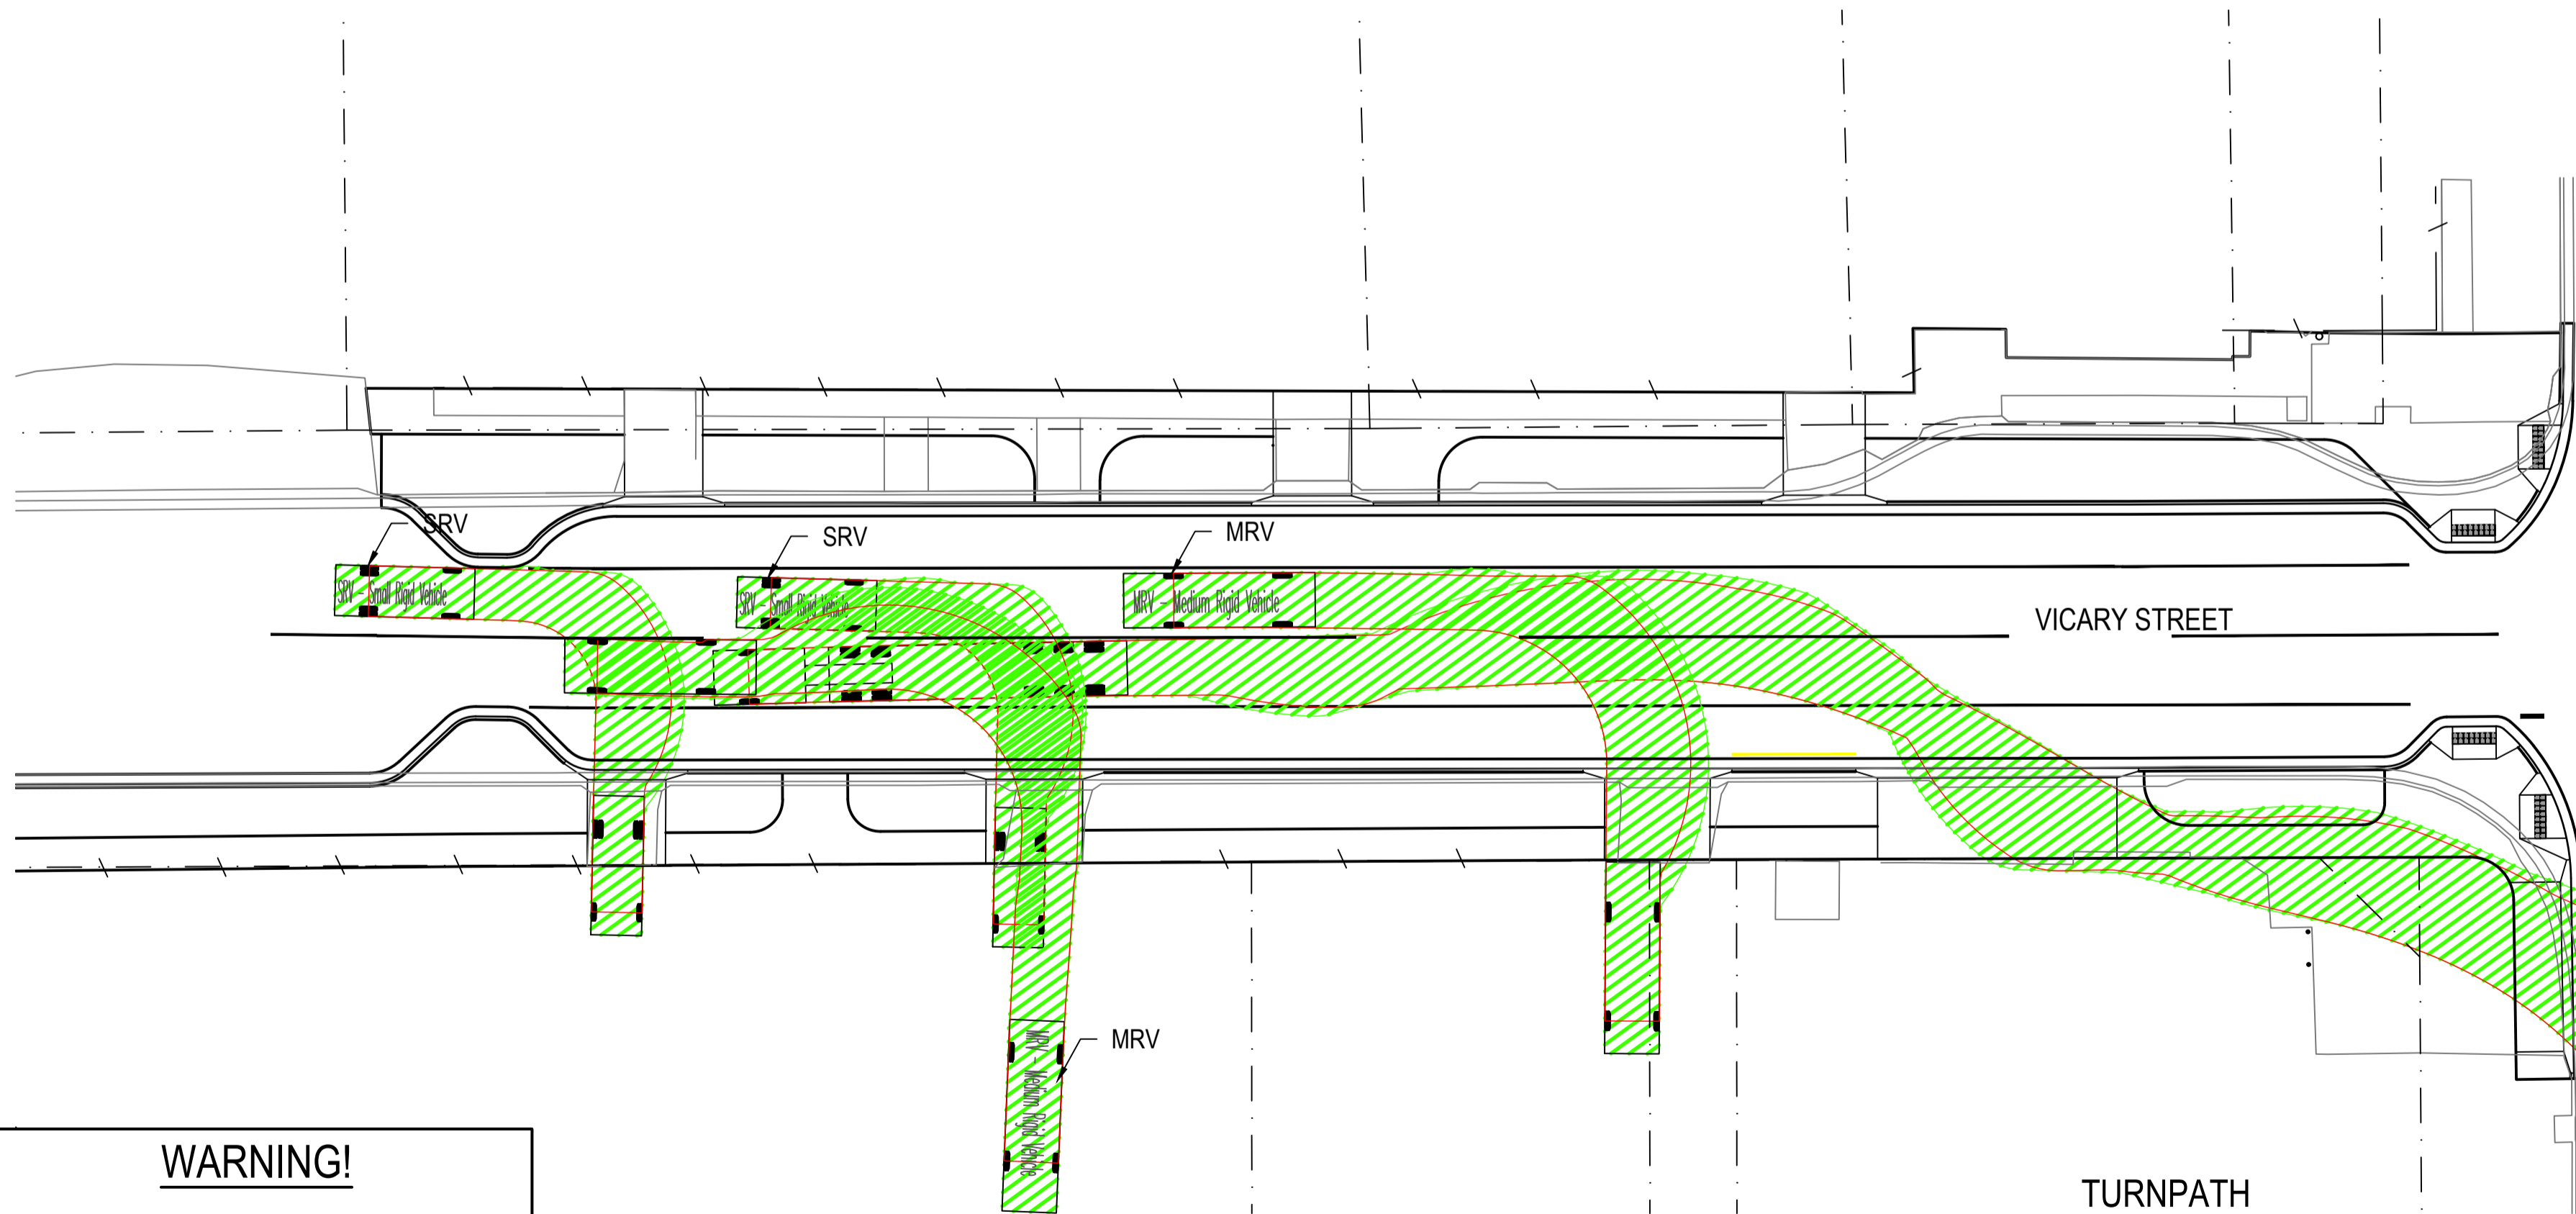 SRV
SRV
MRV
SRV - Small Rigid Vehicle
SRV - Small Rigid Vehicle
MRV - Medium Rigid Vehicle
VICARY STREET
MRV
MRV - Medium Rigid Vehicle
WARNING!
TURNPATH